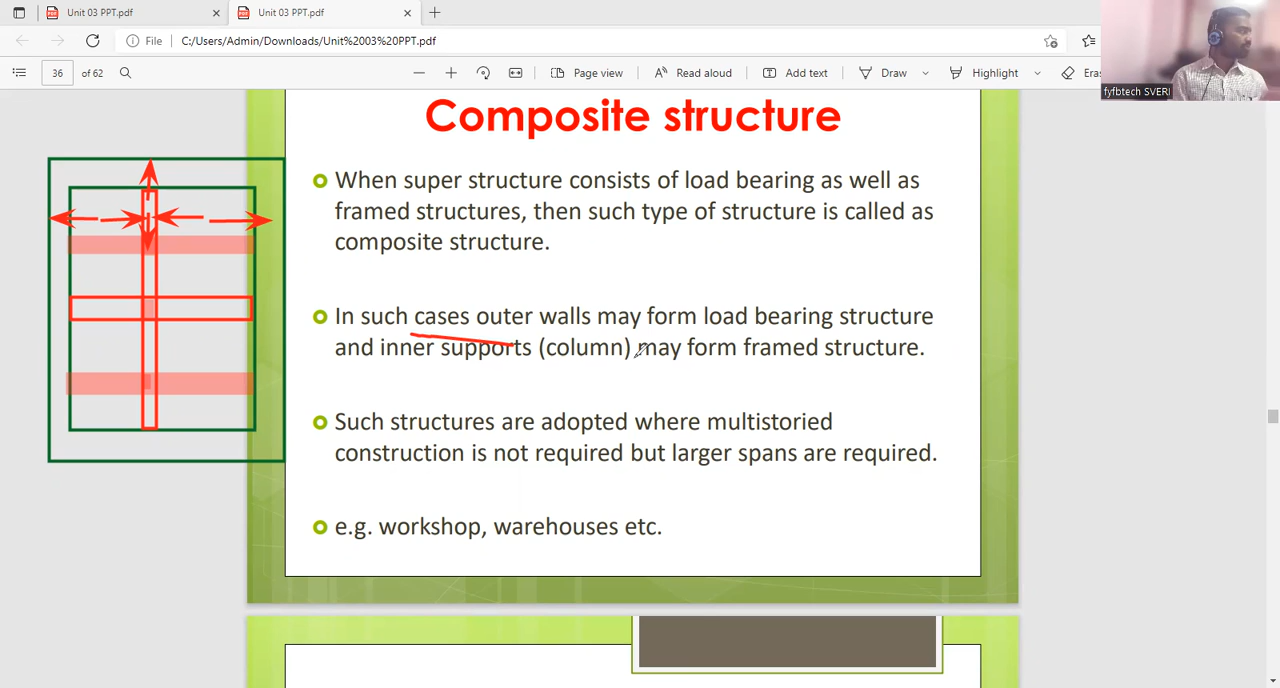 Unit 03 PPT.pdf
Unit 03 PPT.pdf
File
C:/Users/Admin/Downloads/Unit%2003%20PPT.pdf
36 of 62
Page view
Read aloud
Add text
Draw
Highlight
Eras
fyfbtech SVERI
Composite structure
When super structure consists of load bearing as well as
framed structures, then such type of structure is called as
composite structure.
In such cases outer walls may form load bearing structure
and inner supports (column) may form framed structure.
Such structures are adopted where multistoried
construction is not required but larger spans are required.
e.g. workshop, warehouses etc.